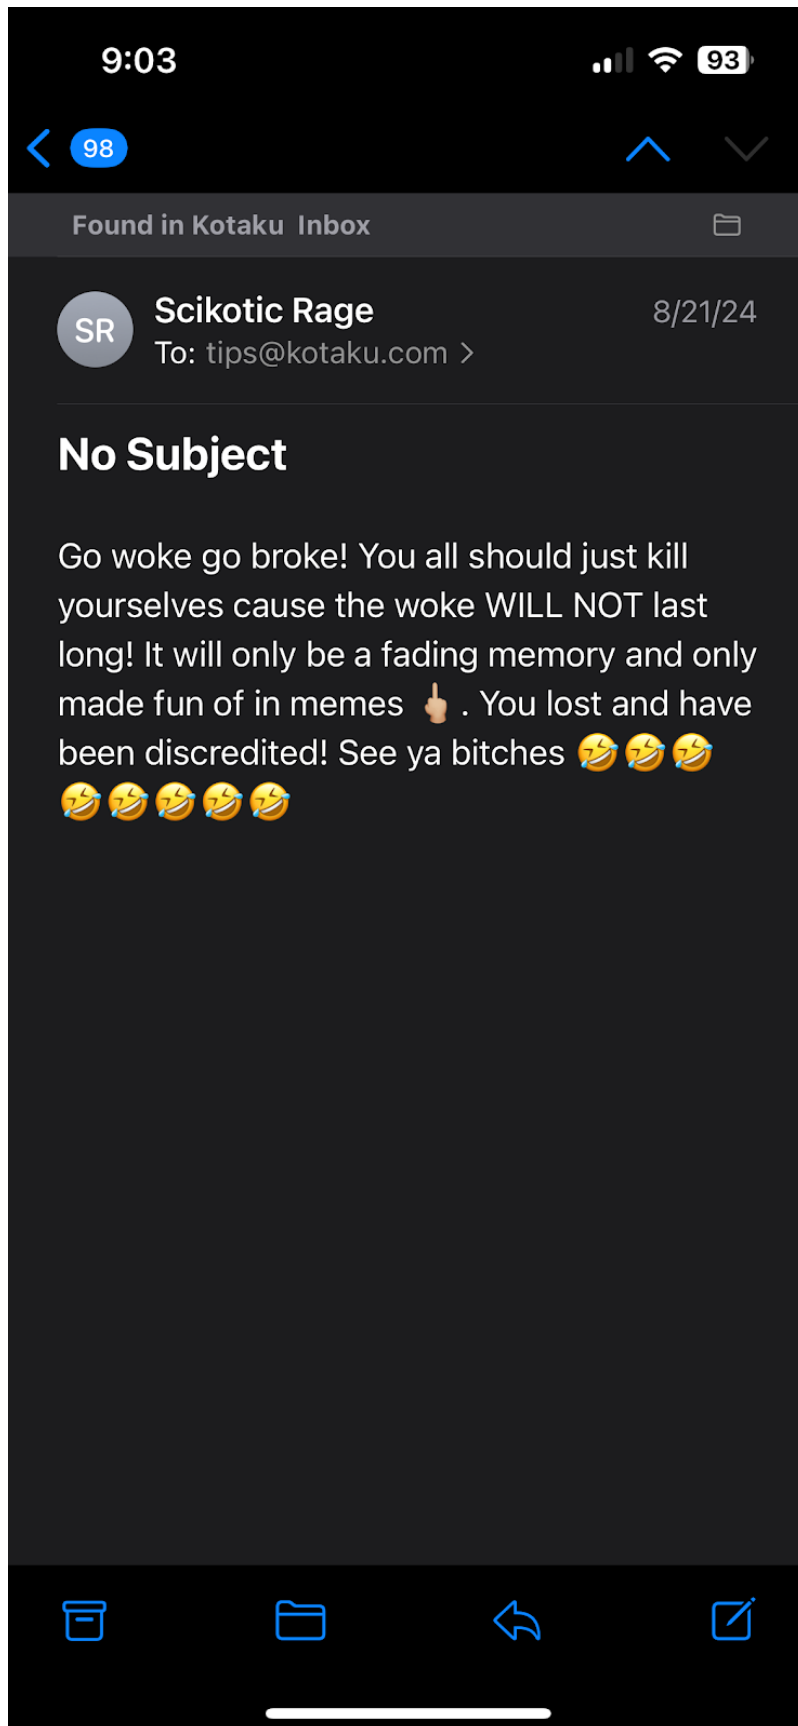 9:03
93
98
Found in Kotaku Inbox
SR
Scikotic Rage
8/21/24
To: tips@kotaku.com >
No Subject
Go woke go broke! You all should just kill
yourselves cause the woke WILL NOT last
long! It will only be a fading memory and only
made fun of in memes 🖕🏼 . You lost and have
been discredited! See ya bitches 🤣🤣🤣
🤣🤣🤣🤣🤣